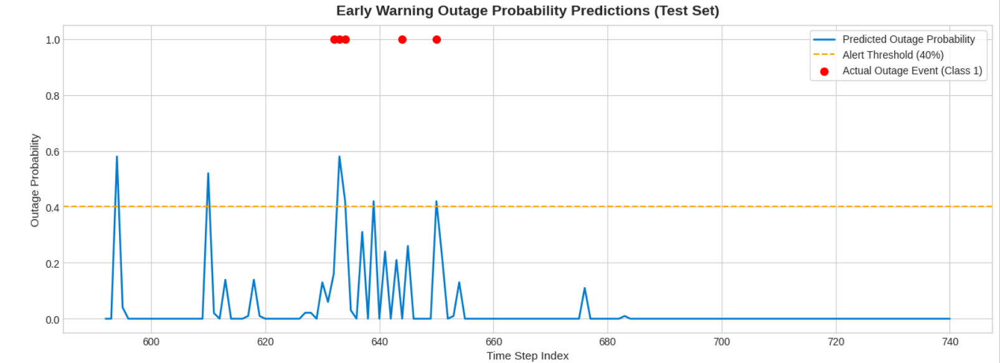 Early Warning Outage Probability Predictions (Test Set)
Outage Probability
1.0
0.8
0.6
0.4
0.2
0.0
Predicted Outage Probability
Alert Threshold (40%)
Actual Outage Event (Class 1)
600 620 640 660 680 700 720 740
Time Step Index